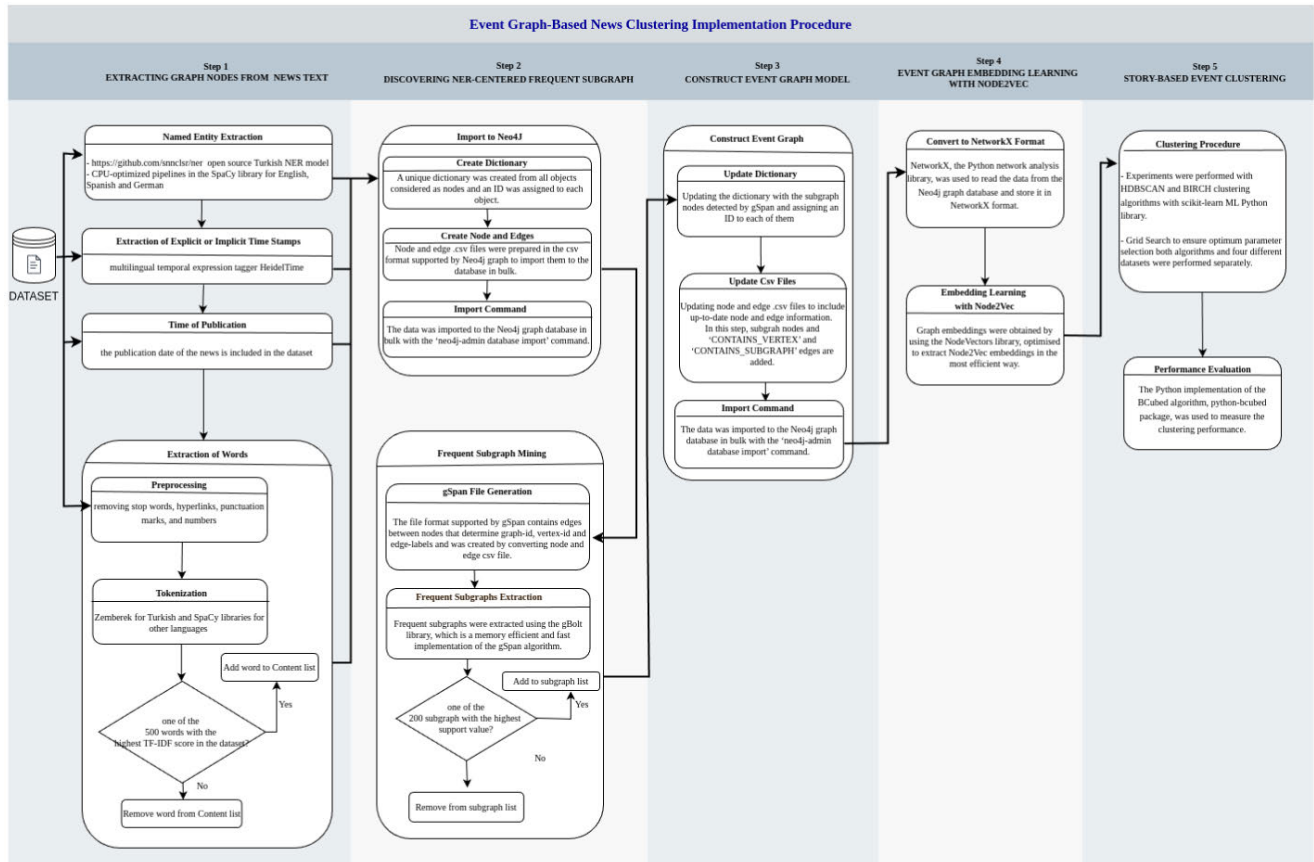 Event Graph-Based News Clustering Implementation Procedure
Step 1
EXTRACTING GRAPH NODES FROM NEWS TEXT
Step 2
DISCOVERING NER-CENTERED FREQUENT SUBGRAPH
Step 3
CONSTRUCT EVENT GRAPH MODEL
Step 4
EVENT GRAPH EMBEDDING LEARNING
WITH NODE2VEC
Step 5
STORY-BASED EVENT CLUSTERING
DATASET
Named Entity Extraction
- https://github.com/snnclsr/ner open source Turkish NER model
- CPU-optimized pipelines in the SpaCy library for English,
Spanish and German
Extraction of Explicit or Implicit Time Stamps
multilingual temporal expression tagger HeidelTime
Time of Publication
the publication date of the news is included in the dataset
Extraction of Words
Preprocessing
removing stop words, hyperlinks, punctuation
marks, and numbers
Tokenization
Zemberek for Turkish and SpaCy libraries for
other languages
Add word to Content list
Yes
one of the
500 words with the
highest TF-IDF score in the dataset?
No
Remove word from Content list
Import to Neo4J
Create Dictionary
A unique dictionary was created from all objects
considered as nodes and an ID was assigned to each
object.
Create Node and Edges
Node and edge .csv files were prepared in the csv
format supported by Neo4j graph to import them to the
database in bulk.
Import Command
The data was imported to the Neo4j graph database in
bulk with the ‘neo4j-admin database import’ command.
Frequent Subgraph Mining
gSpan File Generation
The file format supported by gSpan contains edges
between nodes that determine graph-id, vertex-id and
edge-labels and was created by converting node and
edge csv file.
Frequent Subgraphs Extraction
Frequent subgraphs were extracted using the gBolt
library, which is a memory efficient and fast
implementation of the gSpan algorithm.
Add to subgraph list
Yes
one of the
200 subgraph with the highest
support value?
No
Remove from subgraph list
Construct Event Graph
Update Dictionary
Updating the dictionary with the subgraph
nodes detected by gSpan and assigning an
ID to each of them
Update Csv Files
Updating node and edge .csv files to include
up-to-date node and edge information.
In this step, subgrah nodes and
‘CONTAINS_VERTEX’ and
‘CONTAINS_SUBGRAPH’ edges are
added.
Import Command
The data was imported to the Neo4j graph
database in bulk with the ‘neo4j-admin
database import’ command.
Convert to NetworkX Format
NetworkX, the Python network analysis
library, was used to read the data from the
Neo4j graph database and store it in
NetworkX format.
Embedding Learning
with Node2Vec
Graph embeddings were obtained by
using the NodeVectors library, optimised
to extract Node2Vec embeddings in the
most efficient way.
Clustering Procedure
- Experiments were performed with
HDBSCAN and BIRCH clustering
algorithms with scikit-learn ML Python
library.
- Grid Search to ensure optimum parameter
selection both algorithms and four different
datasets were performed separately.
Performance Evaluation
The Python implementation of the
BCubed algorithm, python-bcubed
package, was used to measure the
clustering performance.